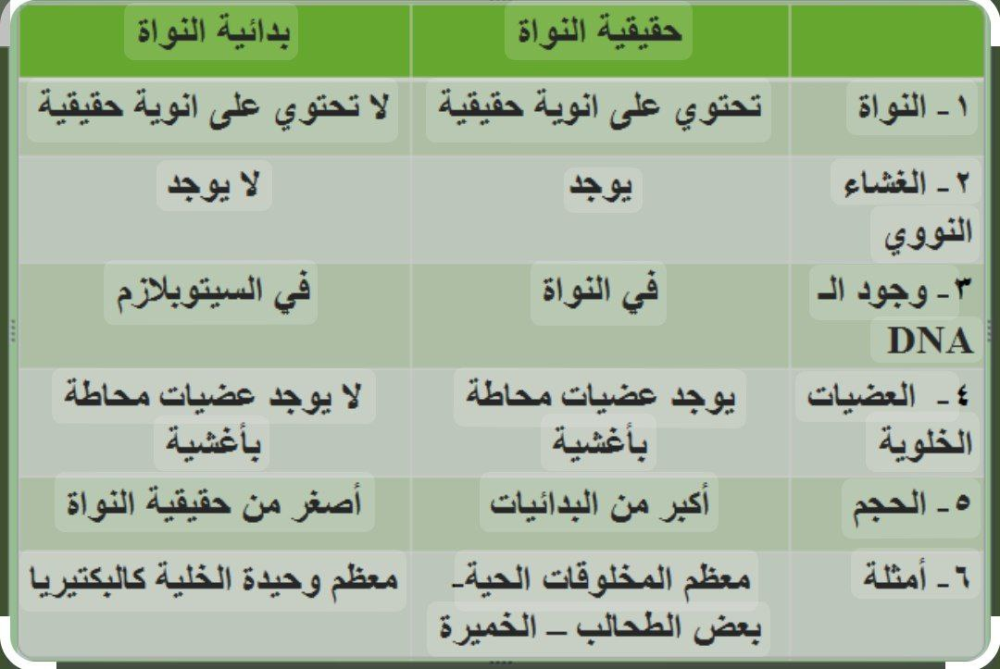 حقيقية النواة
بدائية النواة
١- النواة
تحتوي على انوية حقيقية
لا تحتوي على انوية حقيقية
٢- الغشاء
النووي
يوجد
لا يوجد
٣- وجود الـ
DNA
في النواة
في السيتوبلازم
٤- العضيات
الخلوية
يوجد عضيات محاطة
بأغشية
لا يوجد عضيات محاطة
بأغشية
٥- الحجم
أكبر من البدائيات
أصغر من حقيقية النواة
٦- أمثلة
معظم المخلوقات الحية-
بعض الطحالب – الخميرة
معظم وحيدة الخلية كالبكتيريا